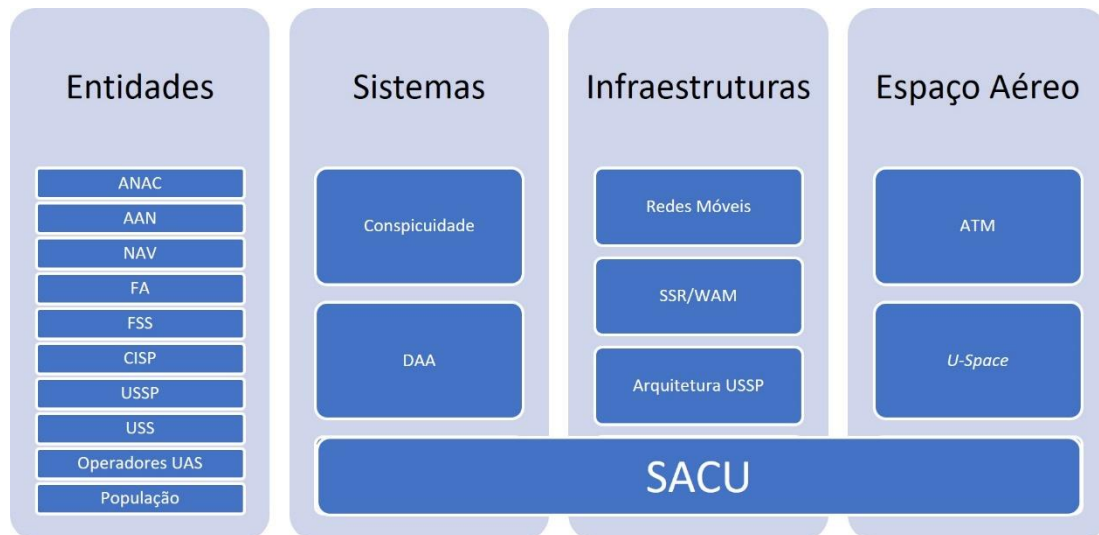 Entidades
ANAC
AAN
NAV
FA
FSS
CISP
USSP
USS
Operadores UAS
População
Sistemas
Conspicuidade
DAA
Infraestruturas
Redes Móveis
SSR/WAM
Arquitetura USSP
Espaço Aéreo
ATM
U-Space
SACU